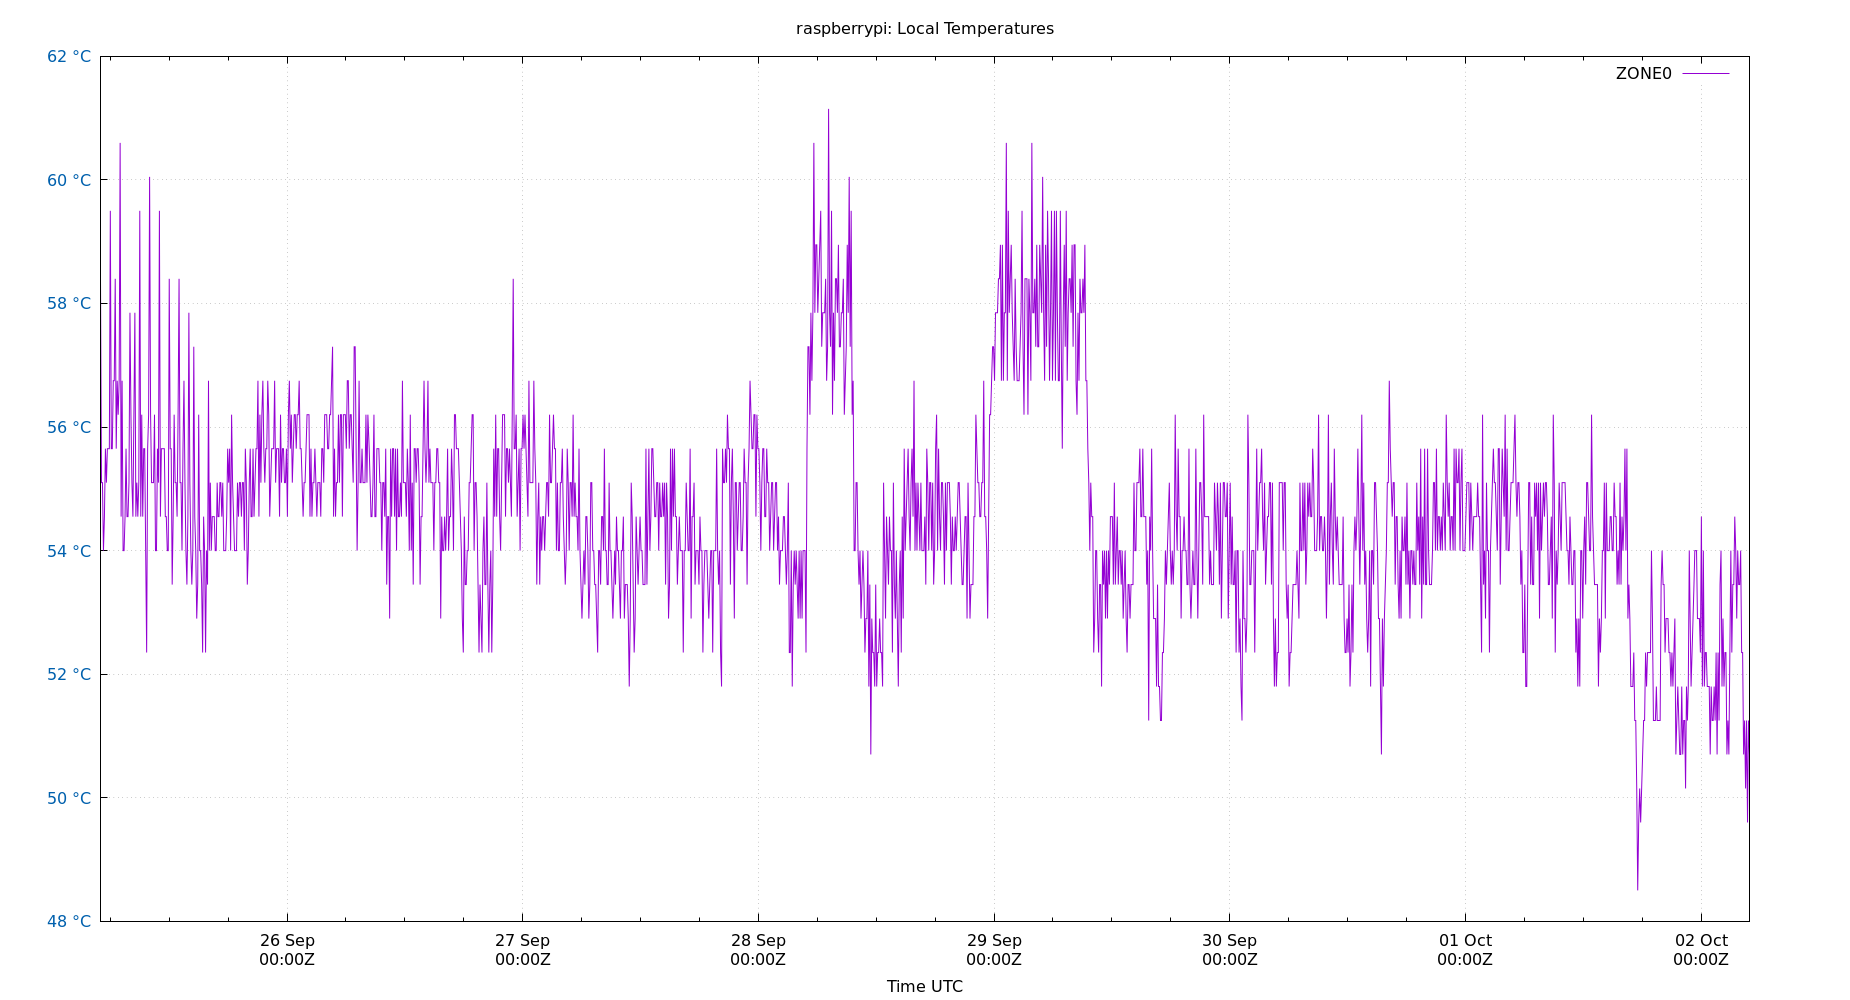 raspberrypi: Local Temperatures
62 °C
ZONE0
60 °C
58 °C
56 °C
54 °C
52 °C
50 °C
48 °C
26 Sep 27 Sep 28 Sep 29 Sep 30 Sep 01 Oct 02 Oct
00:00Z 00:00Z 00:00Z 00:00Z 00:00Z 00:00Z 00:00Z
Time UTC